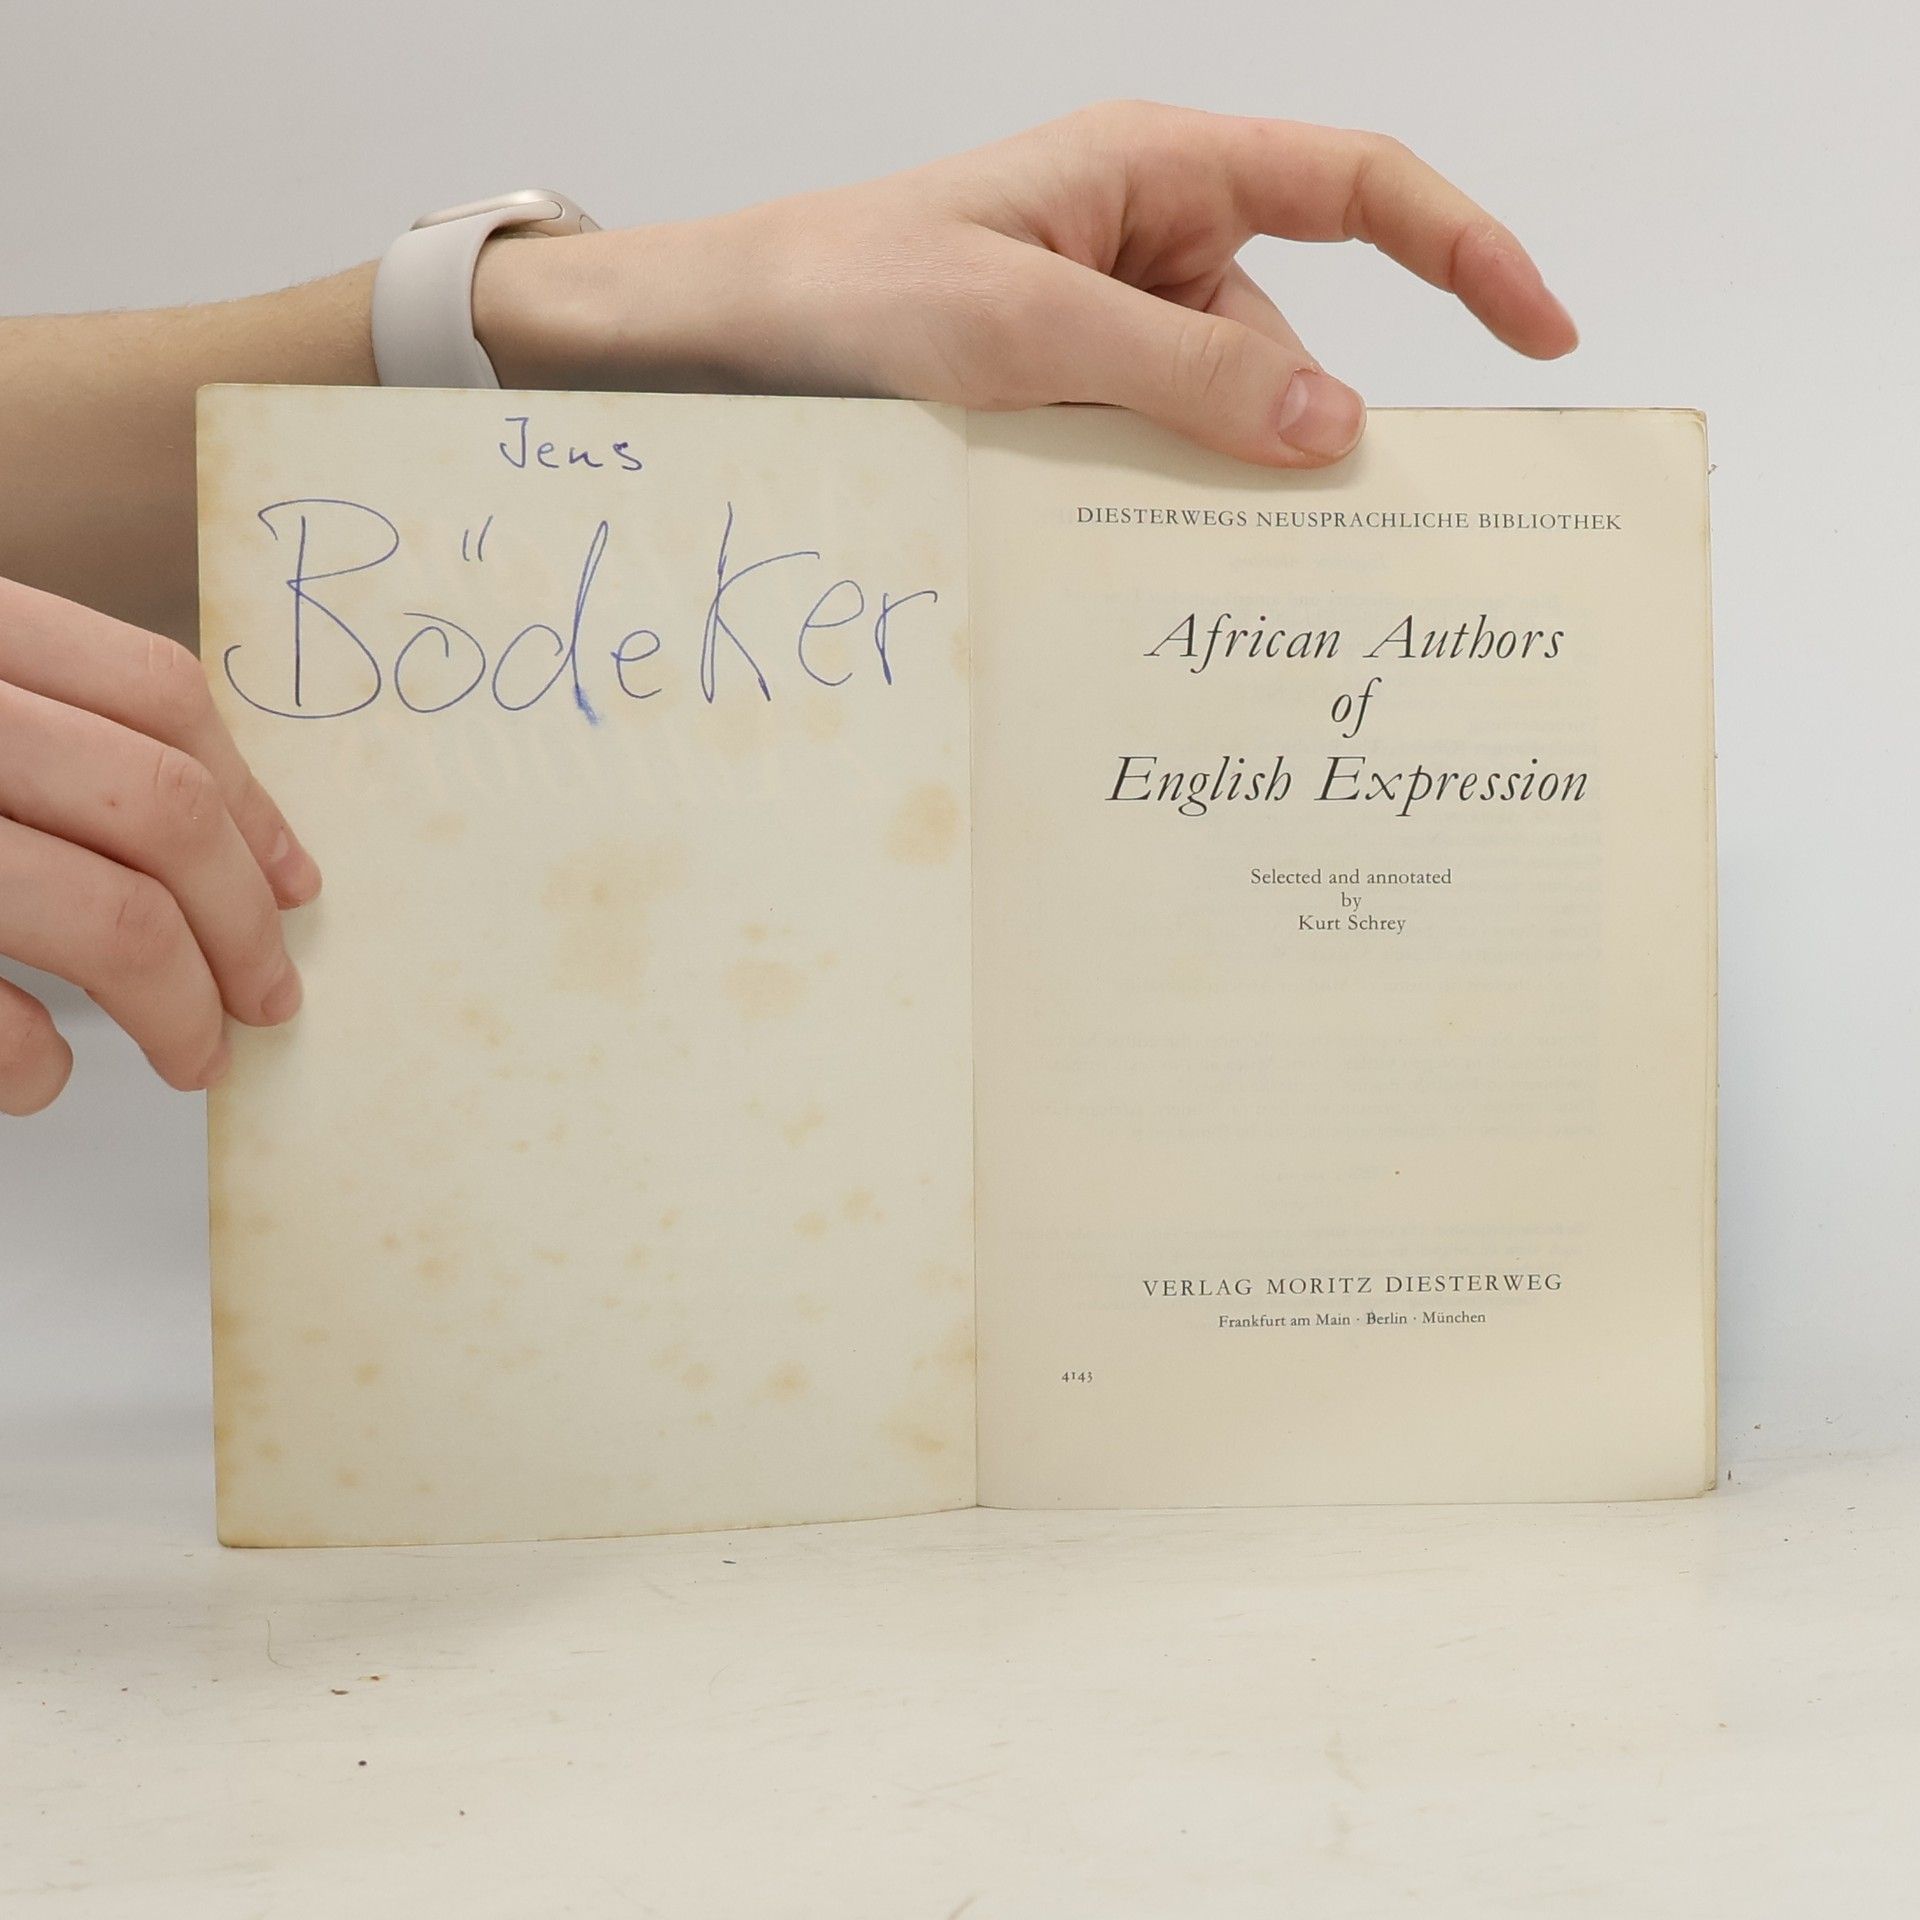 Jens
Bödeker
DIESTERWEGS NEUSPRACHLICHE BIBLIOTHEK
African Authors
of
English Expression
Selected and annotated
by
Kurt Schrey
VERLAG MORITZ DIESTERWEG
Frankfurt am Main · Berlin · München
4143